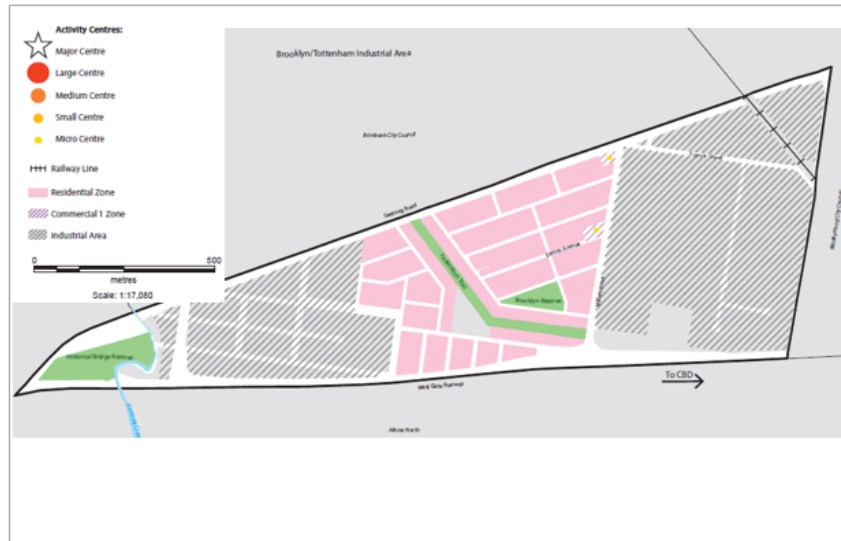 Activity Centres:
Major Centre
Large Centre
Medium Centre
Small Centre
Micro Centre
Railway Line
Residential Zone
Commercial 1 Zone
Industrial Area
0 500
metres
Scale: 1:17,080
Brooklyn/Tottenham Industrial Area
Brimbank City Council
Geelong Road
Federation Trail
Brooklyn Reserve
Historical Bridge Reserve
West Gate Freeway
To CBD
Altona North